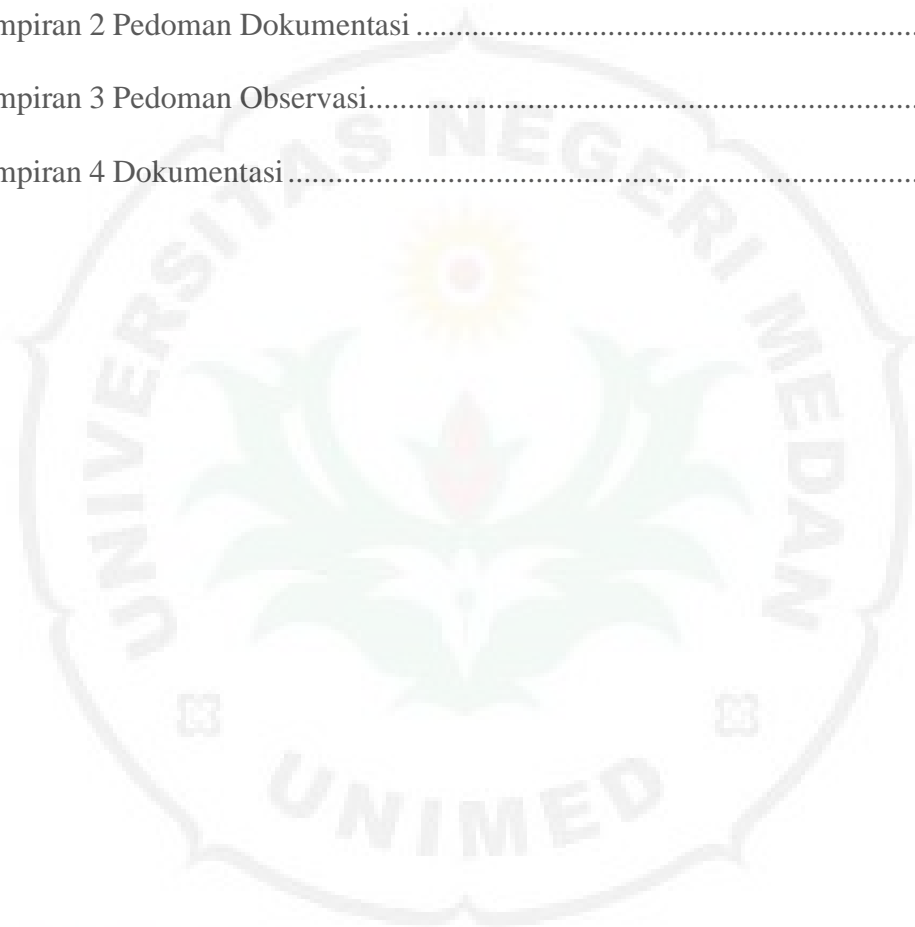 mpiran 2 Pedoman Dokumentasi ........................................................................
mpiran 3 Pedoman Observasi...............................................................................
mpiran 4 Dokumentasi .........................................................................................
UNIVERSITAS NEGERI MEDAN
UNIMED